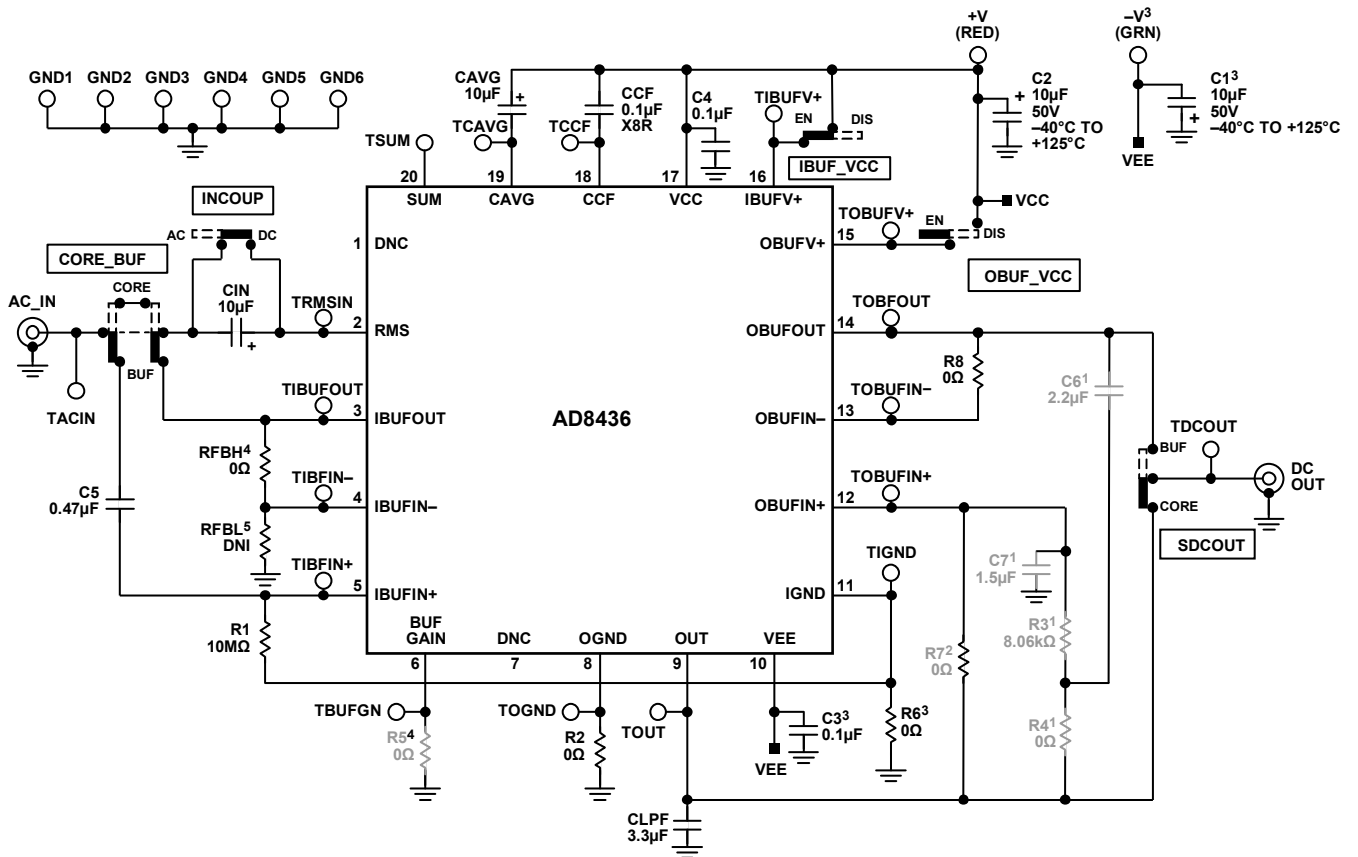 +V
(RED)
–V3
(GRN)
GND1
GND2
GND3
GND4
GND5
GND6
CAVG
10µF
CCF
0.1µF
X8R
C4
0.1µF
TIBUFV+
EN
DIS
C2
10µF
50V
–40°C TO
+125°C
C13
10µF
50V
–40°C TO +125°C
VEE
TSUM
TCAVG
TCCF
IBUF_VCC
20
19
18
17
16
SUM
CAVG
CCF
VCC
IBUFV+
VCC
INCOUP
AC
DC
TOBUFV+
EN
DIS
1
DNC
OBUFV+
15
OBUF_VCC
CORE_BUF
CORE
AC_IN
CIN
10µF
TRMSIN
TOBFOUT
2
RMS
OBUFOUT
14
BUF
TACIN
TIBUFOUT
R8
0Ω
C61
2.2µF
TOBUFIN–
3
IBUFOUT
AD8436
OBUFIN–
13
TDCOUT
BUF
DC
OUT
CORE
SDCOUT
RFBH4
0Ω
TIBFIN–
4
IBUFIN–
TOBUFIN+
OBUFIN+
12
C5
0.47µF
RFBL5
DNI
TIBFIN+
TIGND
C71
1.5µF
5
IBUFIN+
IGND
11
R1
10MΩ
BUF
GAIN
DNC
OGND
OUT
VEE
6
7
8
9
10
R31
8.06kΩ
R72
0Ω
TBUFGN
TOGND
TOUT
R54
0Ω
R2
0Ω
VEE
C33
0.1µF
R63
0Ω
R41
0Ω
CLPF
3.3µF